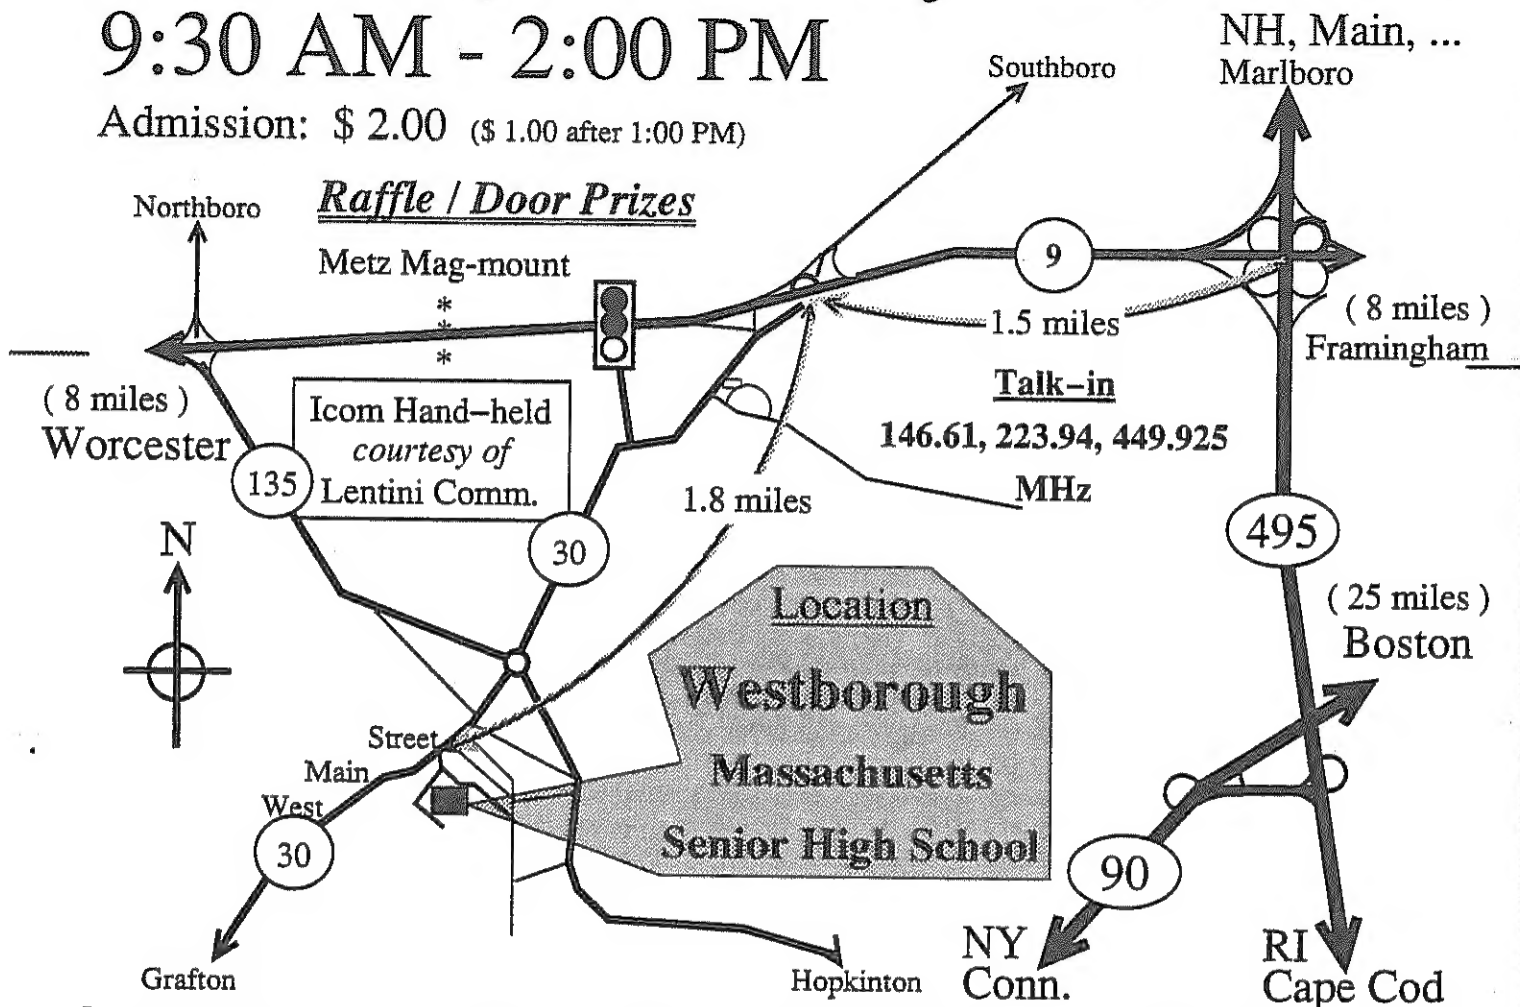 9:30 AM - 2:00 PM
Admission: $ 2.00 ($ 1.00 after 1:00 PM)
Southboro
NH, Main, ...
Marlboro
Northboro
Raffle / Door Prizes
Metz Mag-mount
*
*
*
9
1.5 miles
( 8 miles )
Framingham
( 8 miles )
Worcester
Icom Hand-held
courtesy of
Lentini Comm.
Talk-in
146.61, 223.94, 449.925
MHz
135
1.8 miles
30
495
N
Location
Westborough
Massachusetts
Senior High School
( 25 miles )
Boston
Street
Main
West
30
90
Grafton
Hopkinton
NY
Conn.
RI
Cape Cod